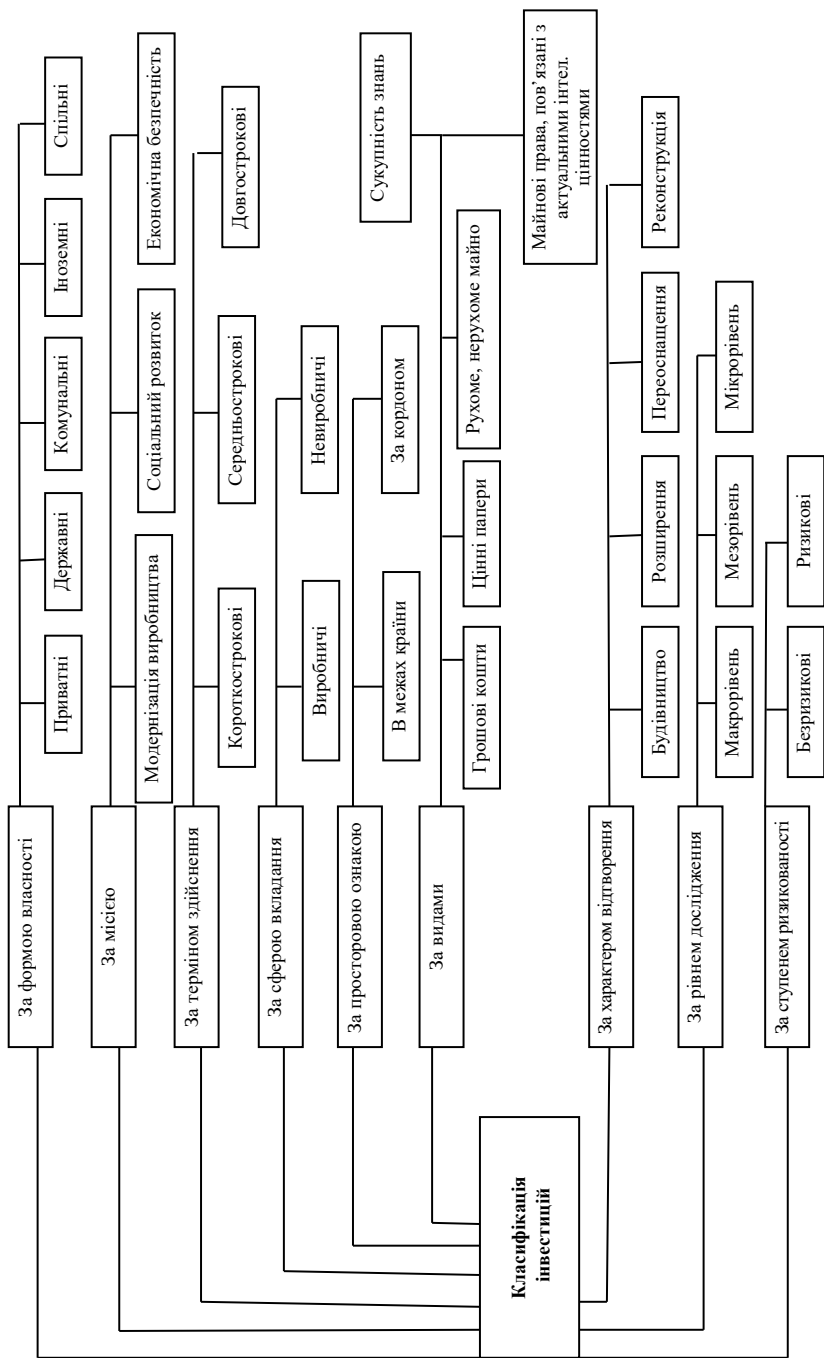 Класифікація
інвестицій
За формою власності
Приватні
Державні
Комунальні
Іноземні
Спільні
За місією
Модернізація виробництва
Соціальний розвиток
Економічна безпечність
За терміном здійснення
Короткострокові
Середньострокові
Довгострокові
За сферою вкладання
Виробничі
Невиробничі
За просторовою ознакою
В межах країни
За кордоном
За видами
Грошові кошти
Цінні папери
Рухоме, нерухоме майно
Сукупність знань
Майнові права, пов’язані з
актуальними інтел.
цінностями
За характером відтворення
Будівництво
Розширення
Переоснащення
Реконструкція
За рівнем дослідження
Макрорівень
Мезорівень
Мікрорівень
За ступенем ризикованості
Безризикові
Ризикові